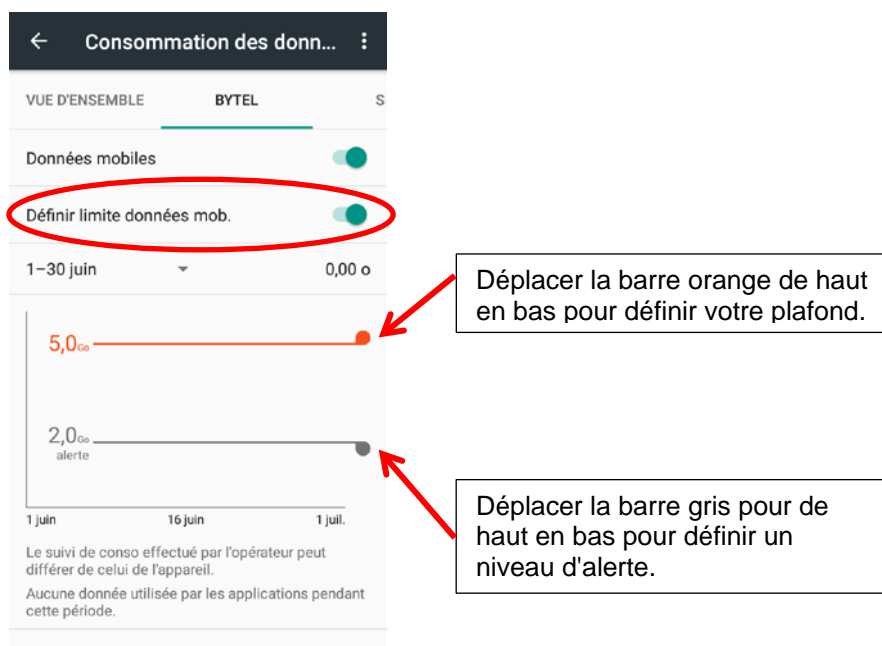 Consommation des donn...
VUE D'ENSEMBLE BYTEL S
Données mobiles
Définir limite données mob.
1–30 juin 0,00 o
Déplacer la barre orange de haut
en bas pour définir votre plafond.
5,0Go
2,0Go
alerte
Déplacer la barre gris pour de
haut en bas pour définir un
niveau d'alerte.
1 juin 16 juin 1 juil.
Le suivi de conso effectué par l'opérateur peut
différer de celui de l'appareil.
Aucune donnée utilisée par les applications pendant
cette période.